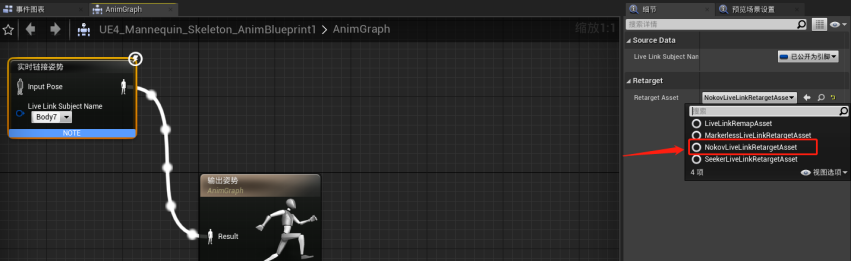 事件图表
AnimGraph
UE4_Mannequin_Skeleton_AnimBlueprint1 > AnimGraph
缩放1:1
实时链接姿势
Input Pose
Live Link Subject Name
Body7
NOTE
输出姿势
AnimGraph
Result
细节
预览场景设置
搜索详情
Source Data
Live Link Subject Nam
已公开为引脚
Retarget
Retarget Asset
NokovLiveLinkRetargetAsse
搜索
LiveLinkRemapAsset
MarkerlessLiveLinkRetargetAsset
NokovLiveLinkRetargetAsset
SeekerLiveLinkRetargetAsset
4 项
视图选项